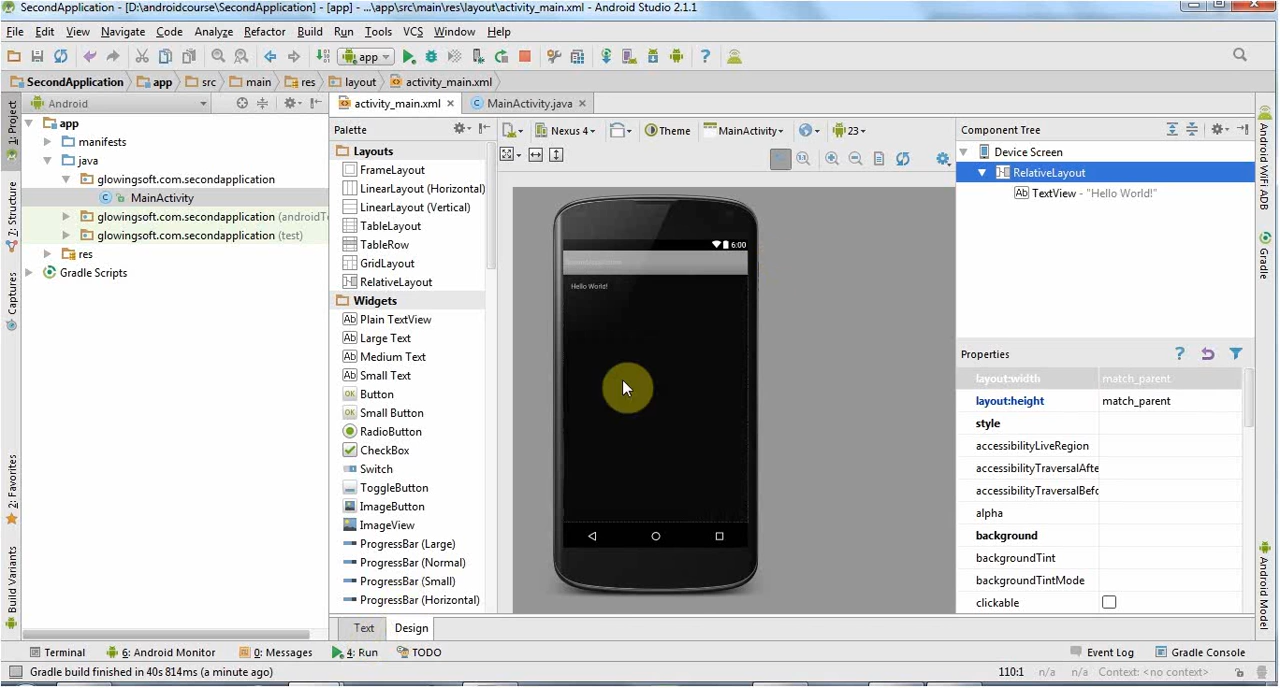 SecondApplication - [D:\androidcourse\SecondApplication] - [app] - ...\app\src\main\res\layout\activity_main.xml - Android Studio 2.1.1
File Edit View Navigate Code Analyze Refactor Build Run Tools VCS Window Help
app
SecondApplication app src main res layout activity_main.xml
Android
activity_main.xml MainActivity.java
1: Project
Z: Structure
Captures
2: Favorites
Build Variants
app
manifests
java
glowingsoft.com.secondapplication
MainActivity
glowingsoft.com.secondapplication (androidT
glowingsoft.com.secondapplication (test)
res
Gradle Scripts
Palette
Layouts
FrameLayout
LinearLayout (Horizontal)
LinearLayout (Vertical)
TableLayout
TableRow
GridLayout
RelativeLayout
Widgets
Plain TextView
Large Text
Medium Text
Small Text
Button
Small Button
RadioButton
CheckBox
Switch
ToggleButton
ImageButton
ImageView
ProgressBar (Large)
ProgressBar (Normal)
ProgressBar (Small)
ProgressBar (Horizontal)
Nexus 4 Theme MainActivity 23
6:00
SecondApplication
Hello World!
Text Design
Component Tree
Device Screen
RelativeLayout
Ab TextView - "Hello World!"
Properties
layout:width match_parent
layout:height match_parent
style
accessibilityLiveRegion
accessibilityTraversalAfte
accessibilityTraversalBefo
alpha
background
backgroundTint
backgroundTintMode
clickable
Android WiFi ADB
Gradle
Android Model
Terminal 6: Android Monitor 0: Messages 4: Run TODO Event Log Gradle Console
Gradle build finished in 40s 814ms (a minute ago) 110:1 n/a n/a Context: <no context>